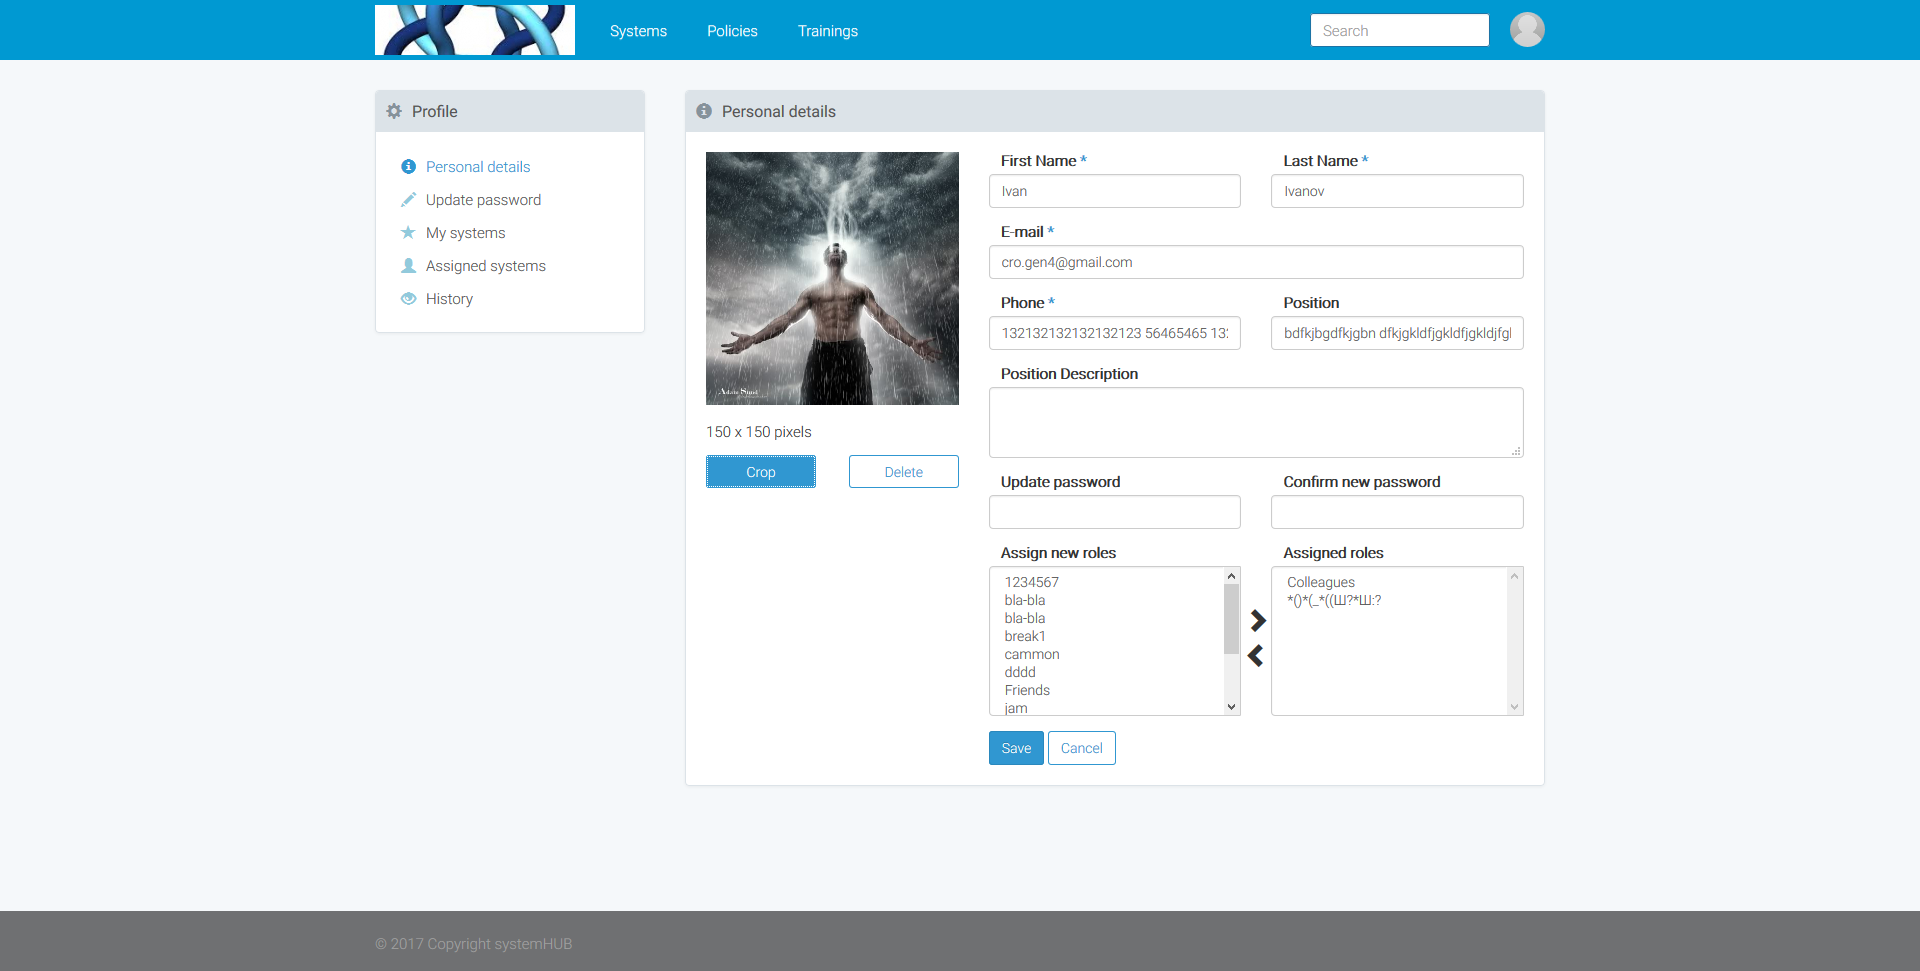 Systems
Policies
Trainings
Search
Profile
Personal details
Update password
My systems
Assigned systems
History
Personal details
150 x 150 pixels
Crop
Delete
First Name *
Last Name *
Ivan
Ivanov
E-mail *
cro.gen4@gmail.com
Phone *
Position
132132132132132123 56465465 13
bdfkjbgdfkjgbn dfkjgkldfjgkldfjgkldjfgl
Position Description
Update password
Confirm new password
Assign new roles
Assigned roles
1234567
bla-bla
bla-bla
break1
cammon
dddd
Friends
jam
Colleagues
*()*(_*((Ш?*Ш:?
Save
Cancel
© 2017 Copyright systemHUB